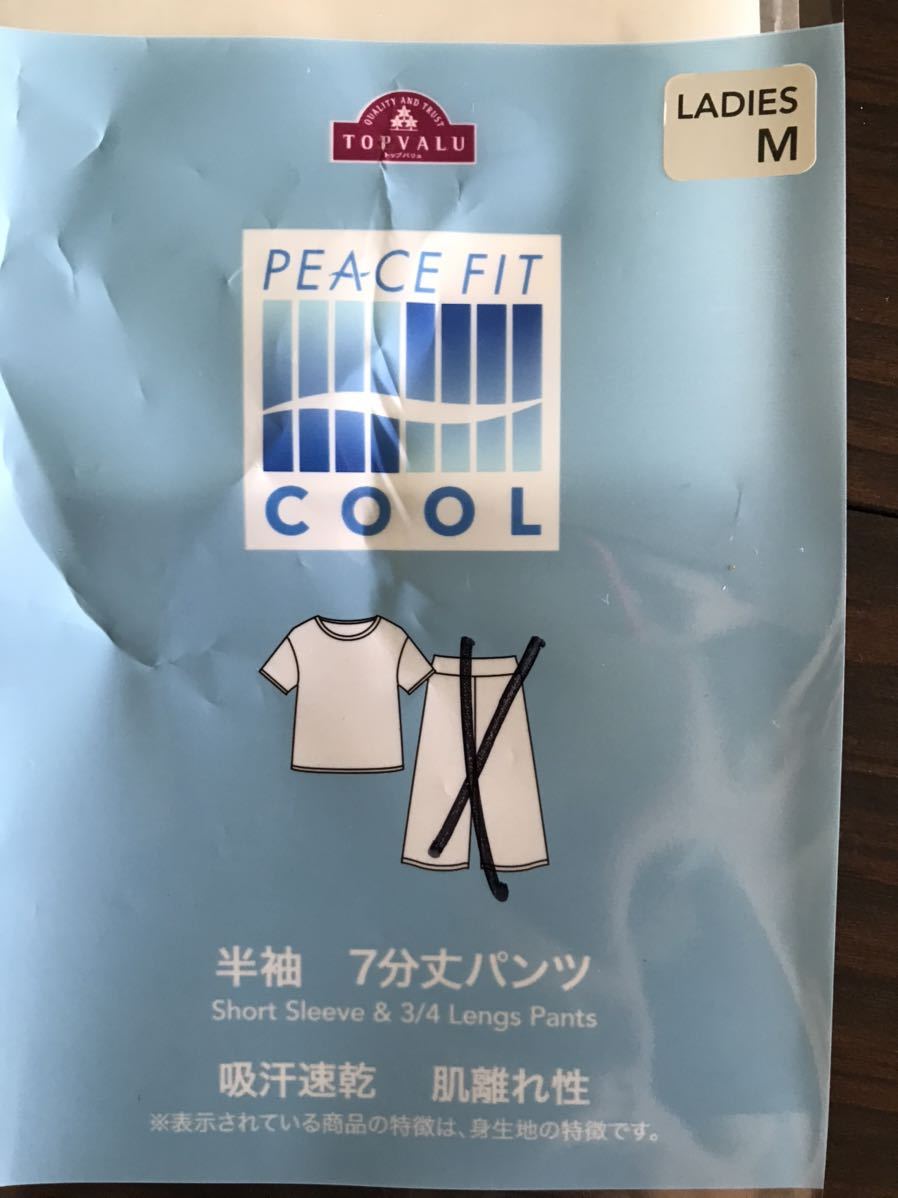 QUALITY AND TRUST
TOPVALU
トップバリュ
LADIES
M
PEACE FIT
COOL
半袖 7分丈パンツ
Short Sleeve & 3/4 Lengs Pants
吸汗速乾 肌離れ性
※表示されている商品の特徴は、身生地の特徴です。